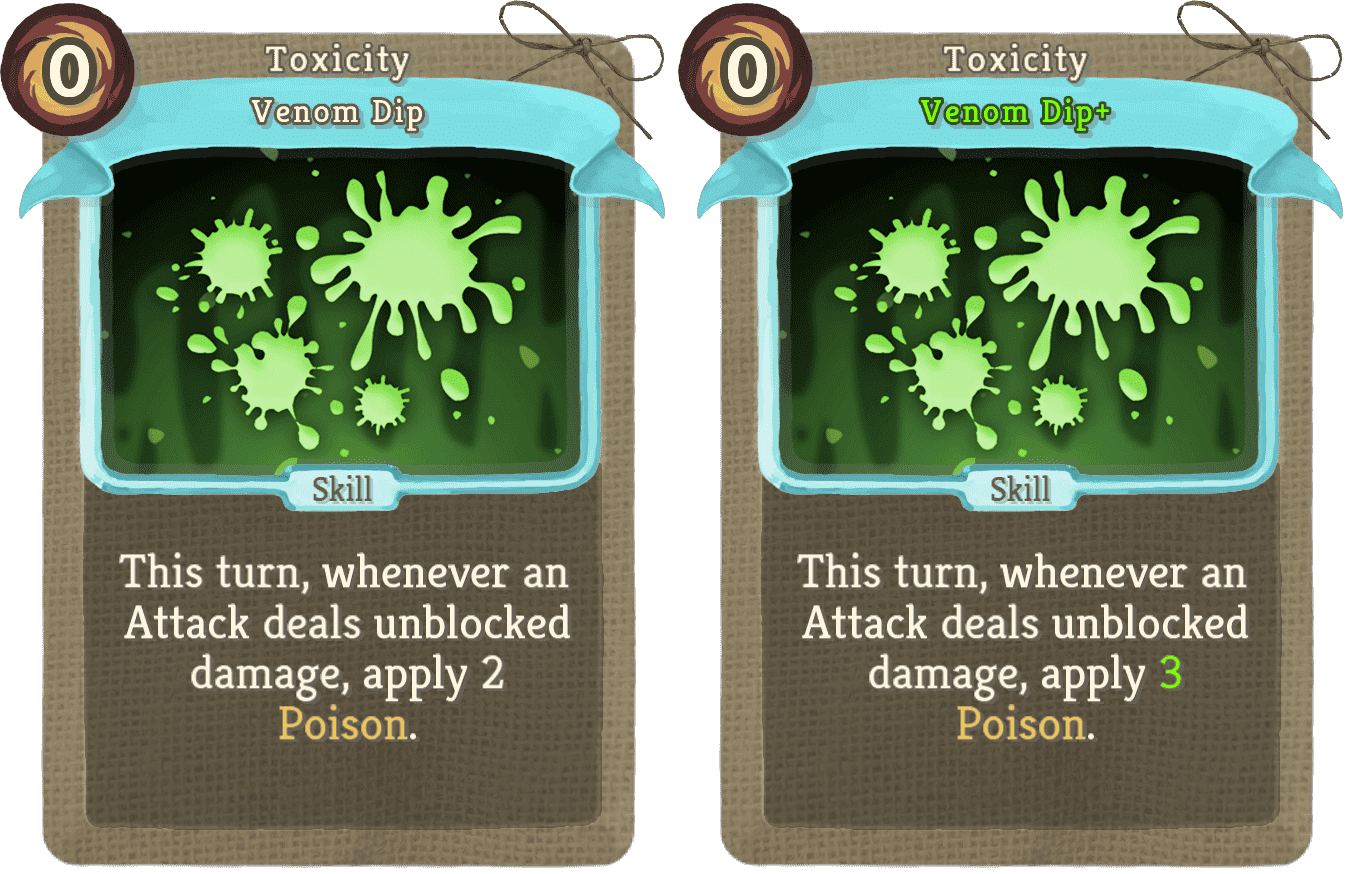 0
Toxicity
Venom Dip
Skill
This turn, whenever an
Attack deals unblocked
damage, apply 2
Poison.
0
Toxicity
Venom Dip+
Skill
This turn, whenever an
Attack deals unblocked
damage, apply 3
Poison.